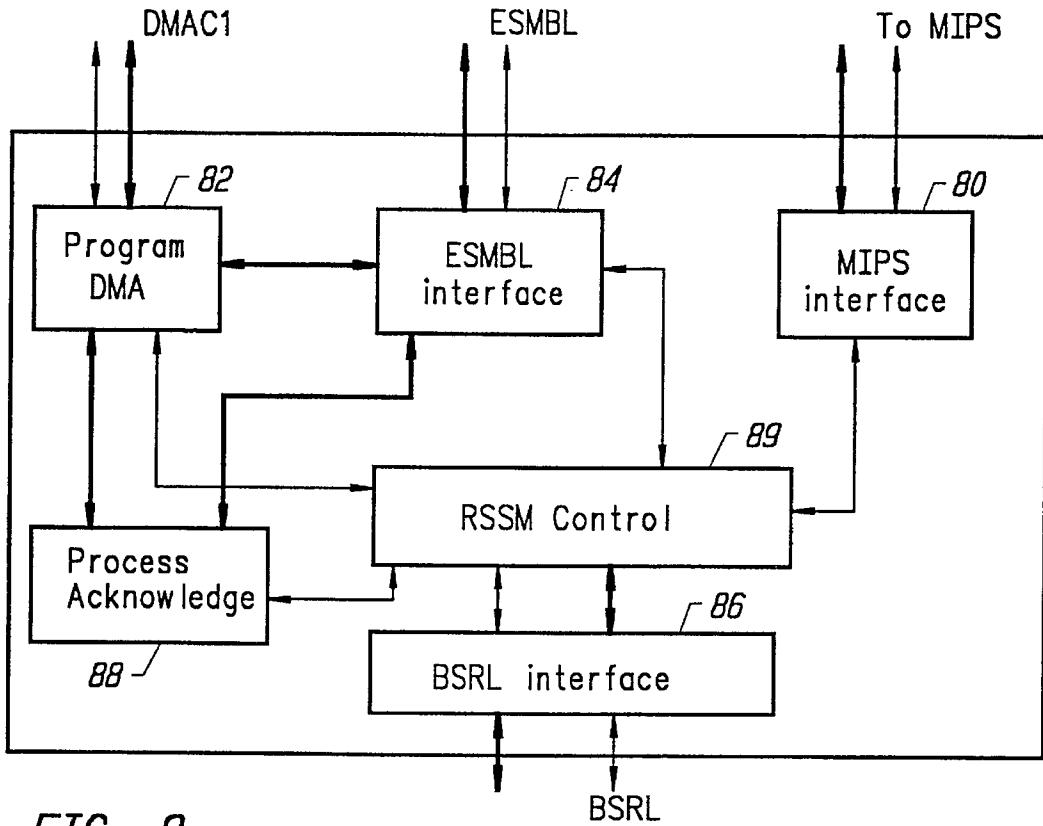 DMAC1
ESMBL
To MIPS
82
Program
DMA
84
ESMBL
interface
80
MIPS
interface
89
RSSM Control
Process
Acknowledge
88
86
BSRL interface
BSRL